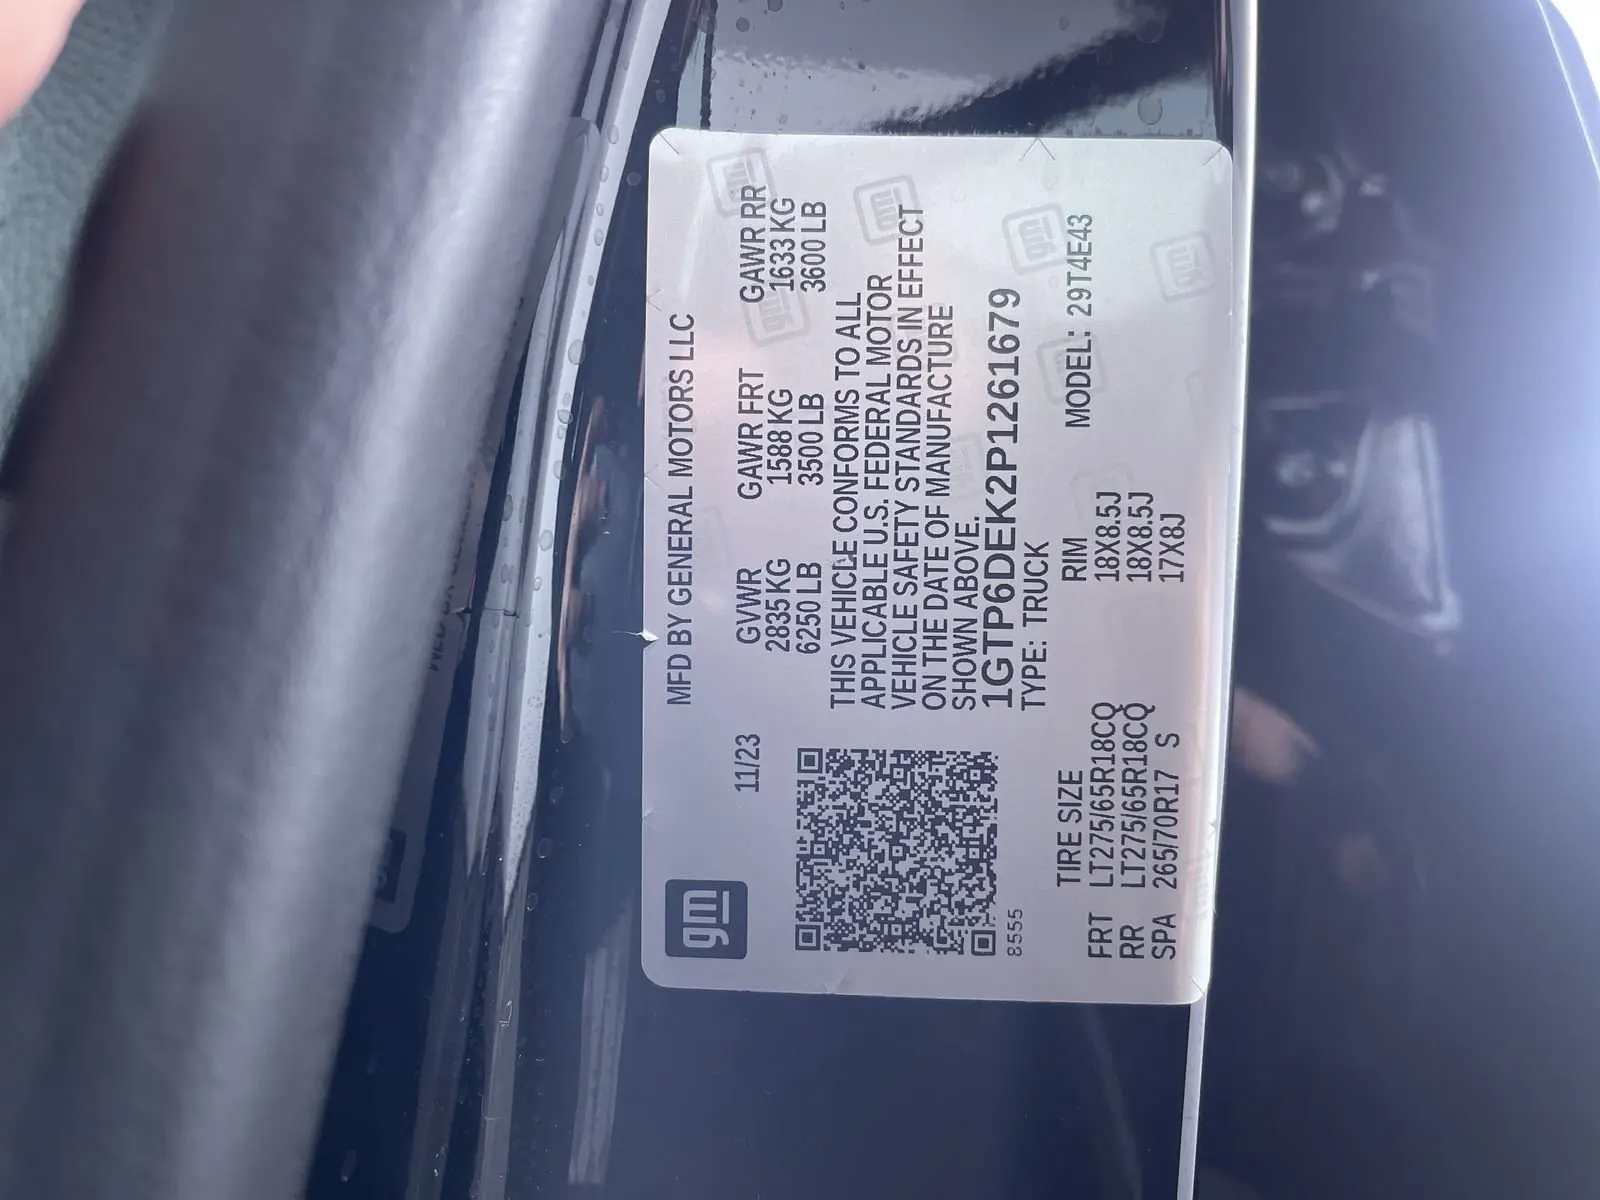 gm
MFD BY GENERAL MOTORS LLC
11/23
GVWR GAWR FRT GAWR RR
2835 KG 1588 KG 1633 KG
6250 LB 3500 LB 3600 LB
THIS VEHICLE CONFORMS TO ALL
APPLICABLE U.S. FEDERAL MOTOR
VEHICLE SAFETY STANDARDS IN EFFECT
ON THE DATE OF MANUFACTURE
SHOWN ABOVE.
1GTP6DEK2P1261679
8555 TYPE: TRUCK
TIRE SIZE RIM MODEL: 29T4E43
FRT LT275/65R18CQ 18X8.5J
RR LT275/65R18CQ 18X8.5J
SPA 265/70R17 S 17X8J